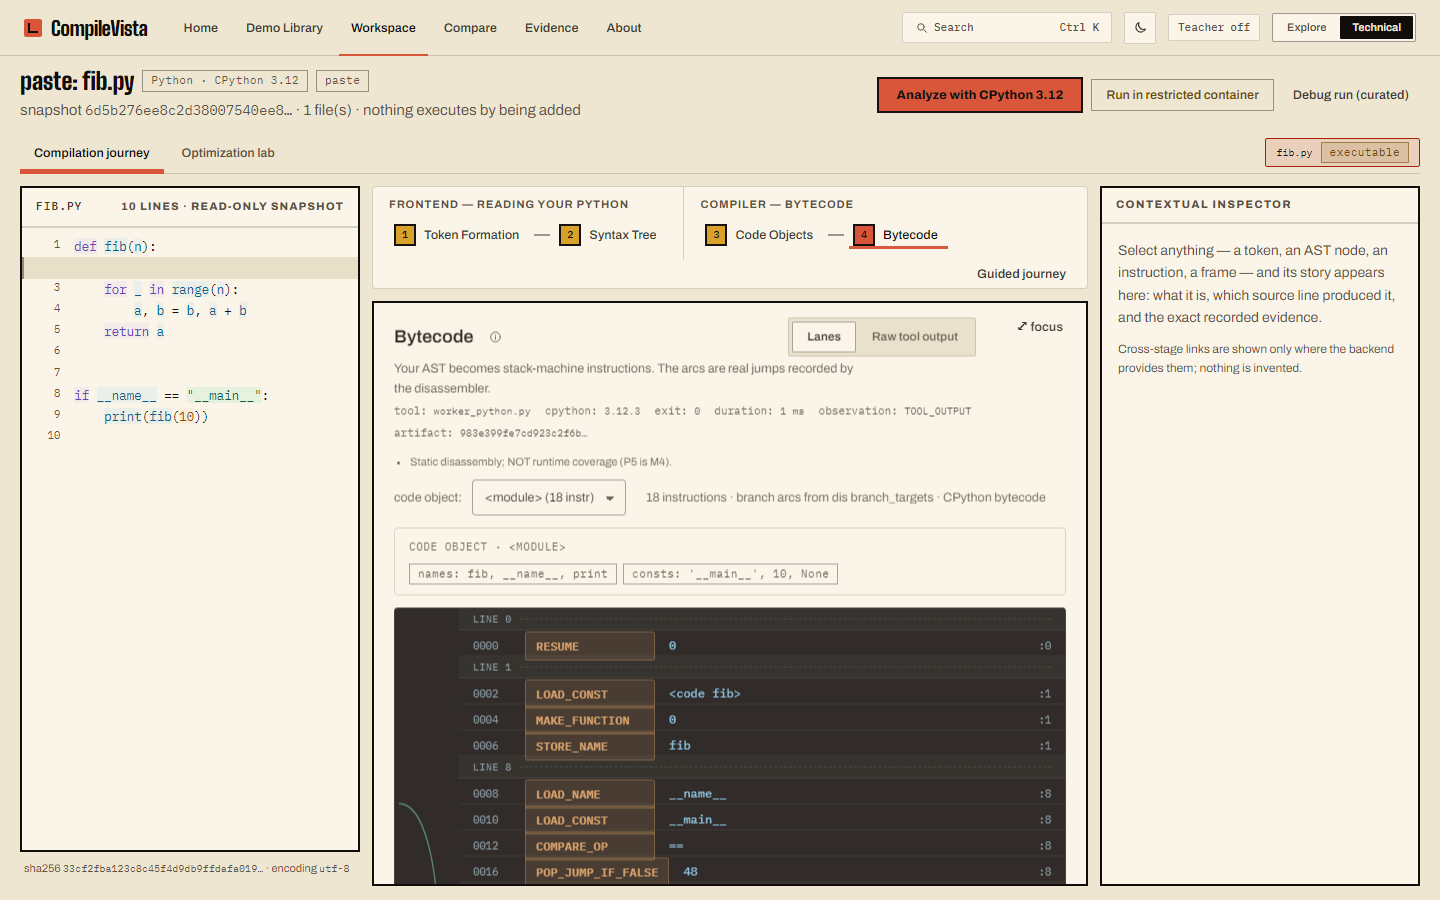 CompileVista
Home
Demo Library
Workspace
Compare
Evidence
About
Search
Ctrl K
Teacher off
Explore
Technical
paste: fib.py
Python · CPython 3.12
paste
snapshot 6d5b276ee8c2d38007540ee8… · 1 file(s) · nothing executes by being added
Analyze with CPython 3.12
Run in restricted container
Debug run (curated)
Compilation journey
Optimization lab
fib.py
executable
FIB.PY
10 LINES · READ-ONLY SNAPSHOT
1 def fib(n):
3 for _ in range(n):
4 a, b = b, a + b
5 return a
6
7
8 if __name__ == "__main__":
9 print(fib(10))
10
sha256 33cf2fba123c8c45f4d9db9ffdafa019… · encoding utf-8
FRONTEND — READING YOUR PYTHON
1 Token Formation
2 Syntax Tree
COMPILER — BYTECODE
3 Code Objects
4 Bytecode
Guided journey
Bytecode
Lanes
Raw tool output
focus
Your AST becomes stack-machine instructions. The arcs are real jumps recorded by
the disassembler.
tool: worker_python.py cpython: 3.12.3 exit: 0 duration: 1 ms observation: TOOL_OUTPUT
artifact: 983e399fe7cd923c2f6b…
• Static disassembly; NOT runtime coverage (P5 is M4).
code object:
<module> (18 instr)
18 instructions · branch arcs from dis branch_targets · CPython bytecode
CODE OBJECT · <MODULE>
names: fib, __name__, print
consts: '__main__', 10, None
LINE 0
0000 RESUME 0 :0
LINE 1
0002 LOAD_CONST <code fib> :1
0004 MAKE_FUNCTION 0 :1
0006 STORE_NAME fib :1
LINE 8
0008 LOAD_NAME __name__ :8
0010 LOAD_CONST __main__ :8
0012 COMPARE_OP == :8
0016 POP_JUMP_IF_FALSE 48 :8
CONTEXTUAL INSPECTOR
Select anything — a token, an AST node, an
instruction, a frame — and its story appears
here: what it is, which source line produced it,
and the exact recorded evidence.
Cross-stage links are shown only where the backend
provides them; nothing is invented.